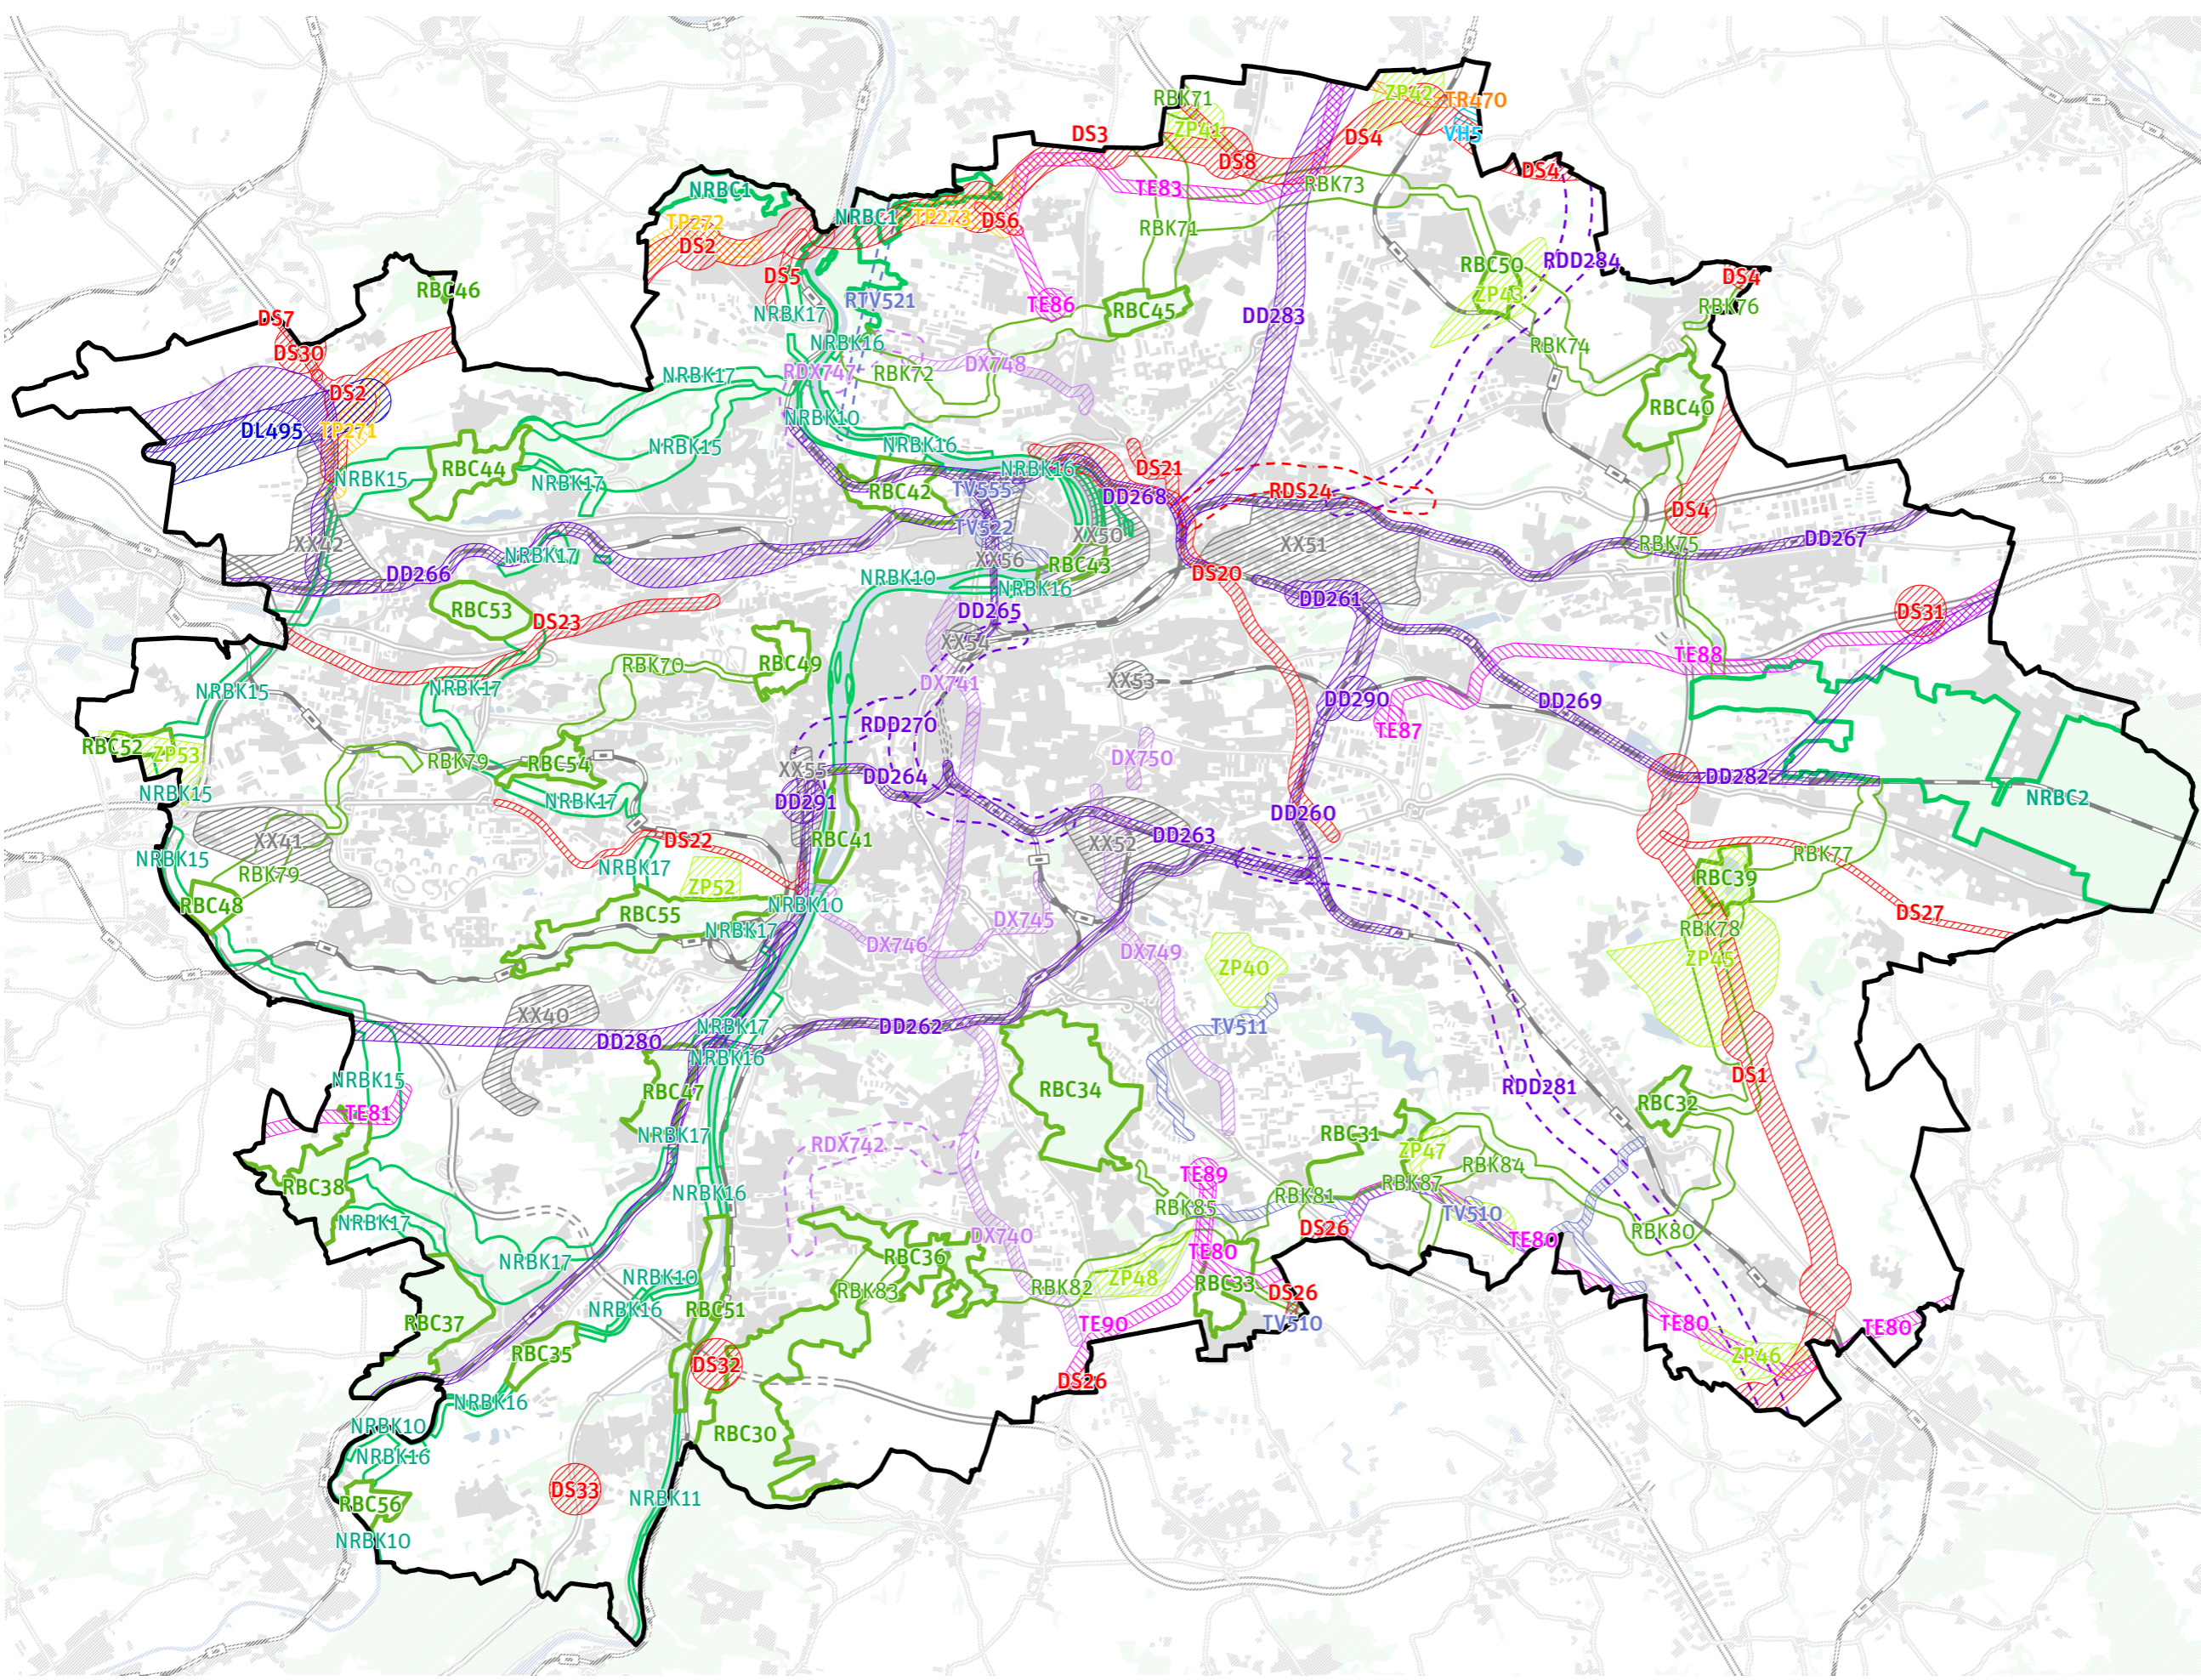 RBK71
ZP42
TR470
ZP41
VH5
DS3
DS4
DS8
DS4
NRBC1
TE83
RBK73
NRBC1
TP272
TP273
DS6
RBK71
DS2
RBC50
RDD284
DS5
DS4
RBC46
RTV521
ZP43
TE86
RBC45
RBK76
NRBK17
DD283
DS7
NRBK16
RBK74
DS30
DX748
RDX747
RBK72
NRBK17
DS2
RBC40
NRBK10
DL495
TP271
NRBK15
NRBK16
RBC44
NRBK16
DS21
NRBK15
NRBK17
RBC42
TV555
RDS24
DD268
DS4
TV522
XX50
DD267
XX42
XX51
RBK75
NRBK17
XX56
RBC43
DD266
NRBK10
DS20
NRBK16
DD261
RBC53
DD265
DS31
DS23
XX54
TE88
RBC49
RBK70
XX53
DX741
NRBK17
NRBK15
DD290
DD269
RDD270
TE87
RBC52
ZP53
DX750
RBK79
RBC54
XX55
DD264
DD282
NRBK15
NRBK17
DD291
NRBC2
DD260
DD263
XX41
DS22
RBC41
XX52
NRBK15
RBK77
NRBK17
RBK79
RBC39
ZP52
RBC48
NRBK10
RBC55
DS27
DX745
NRBK17
RBK78
DX746
DX749
ZP45
ZP40
XX40
NRBK17
DD262
TV511
DD280
NRBK16
DS1
NRBK15
RBC47
RBC34
RDD281
RBC32
TE81
NRBK17
RBC31
RDX742
ZP47
RBK84
TE89
RBK87
RBC38
NRBK16
RBK81
RBK85
TV510
NRBK17
DS26
RBK80
DX740
TE80
TE80
RBC36
NRBK17
NRBK10
ZP48
RBC33
RBK82
RBK83
DS26
NRBK16
RBC51
RBC37
TE90
TV510
TE80
TE80
RBC35
ZP46
DS32
DS26
NRBK16
NRBK10
RBC30
NRBK16
DS33
NRBK11
RBC56
NRBK10